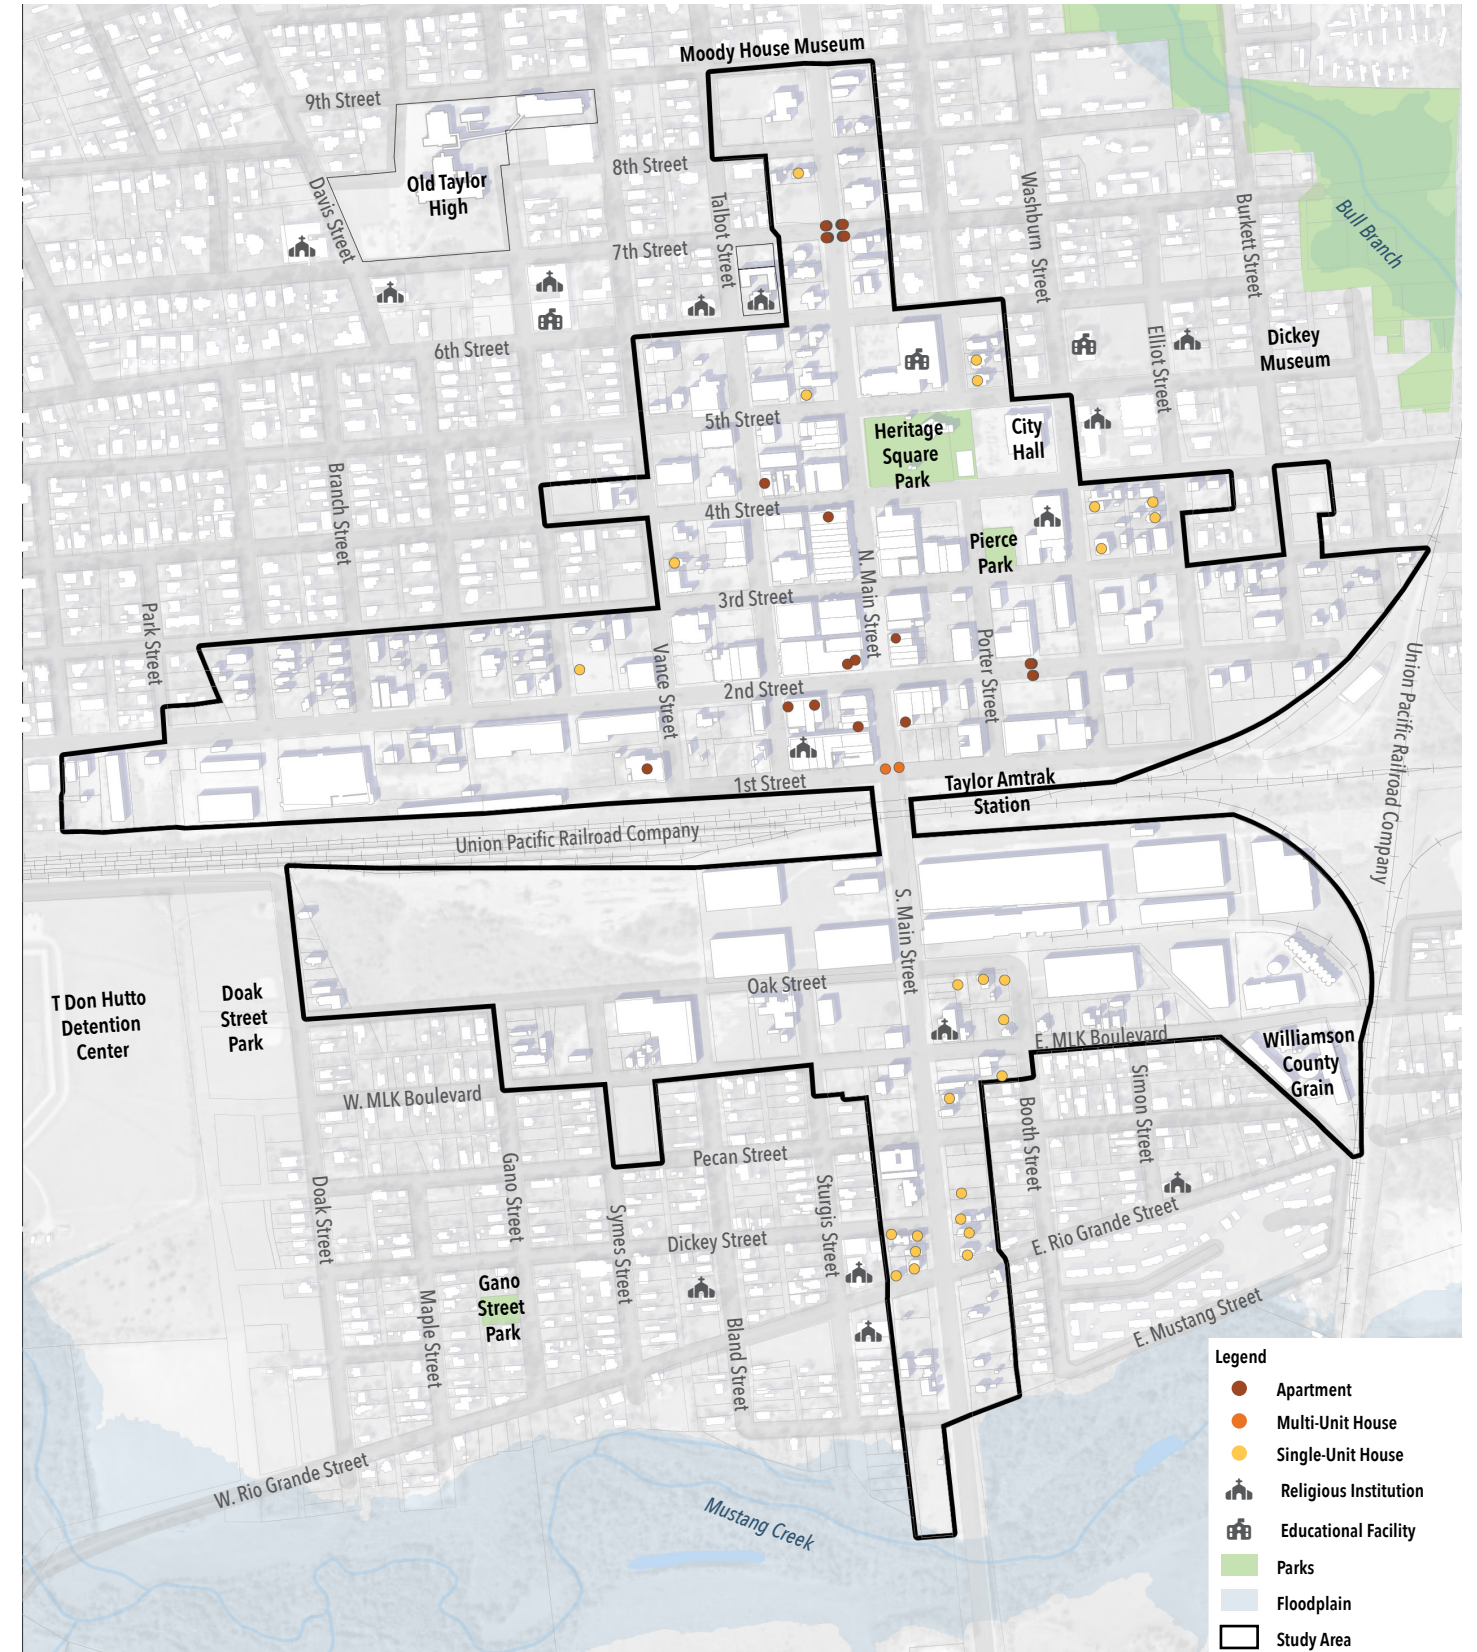 Moody House Museum
9th Street
8th Street
Old Taylor
High
Davis Street
Talbot Street
Washburn Street
Burkett Street
Bull Branch
7th Street
6th Street
Elliot Street
Dickey
Museum
5th Street
Heritage
Square
Park
City
Hall
Branch Street
4th Street
Pierce
Park
N. Main Street
3rd Street
Park Street
Vance Street
Porter Street
2nd Street
Union Pacific Railroad Company
1st Street
Taylor Amtrak
Station
Union Pacific Railroad Company
S. Main Street
Oak Street
T Don Hutto
Detention
Center
Doak
Street
Park
E. MLK Boulevard
Williamson
County
Grain
W. MLK Boulevard
Simon Street
Booth Street
Pecan Street
Doak Street
Gano Street
Symes Street
Sturgis Street
Dickey Street
E. Rio Grande Street
Gano
Street
Park
Maple Street
Bland Street
E. Mustang Street
W. Rio Grande Street
Mustang Creek
Legend
Apartment
Multi-Unit House
Single-Unit House
Religious Institution
Educational Facility
Parks
Floodplain
Study Area